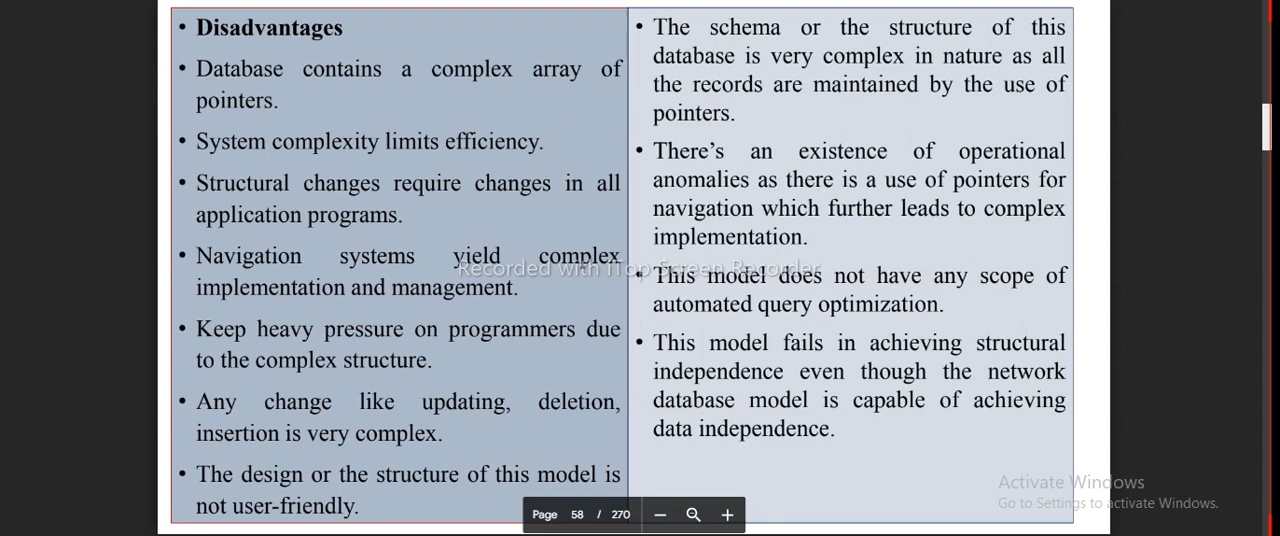 • Disadvantages
• Database contains a complex array of
pointers.
• System complexity limits efficiency.
• Structural changes require changes in all
application programs.
• Navigation systems yield complex
implementation and management.
• Keep heavy pressure on programmers due
to the complex structure.
• Any change like updating, deletion,
insertion is very complex.
• The design or the structure of this model is
not user-friendly.
• The schema or the structure of this
database is very complex in nature as all
the records are maintained by the use of
pointers.
• There’s an existence of operational
anomalies as there is a use of pointers for
navigation which further leads to complex
implementation.
• This model does not have any scope of
automated query optimization.
• This model fails in achieving structural
independence even though the network
database model is capable of achieving
data independence.
Recorded with iTop Screen Recorder
Activate Windows
Go to Settings to activate Windows.
Page 58 / 270